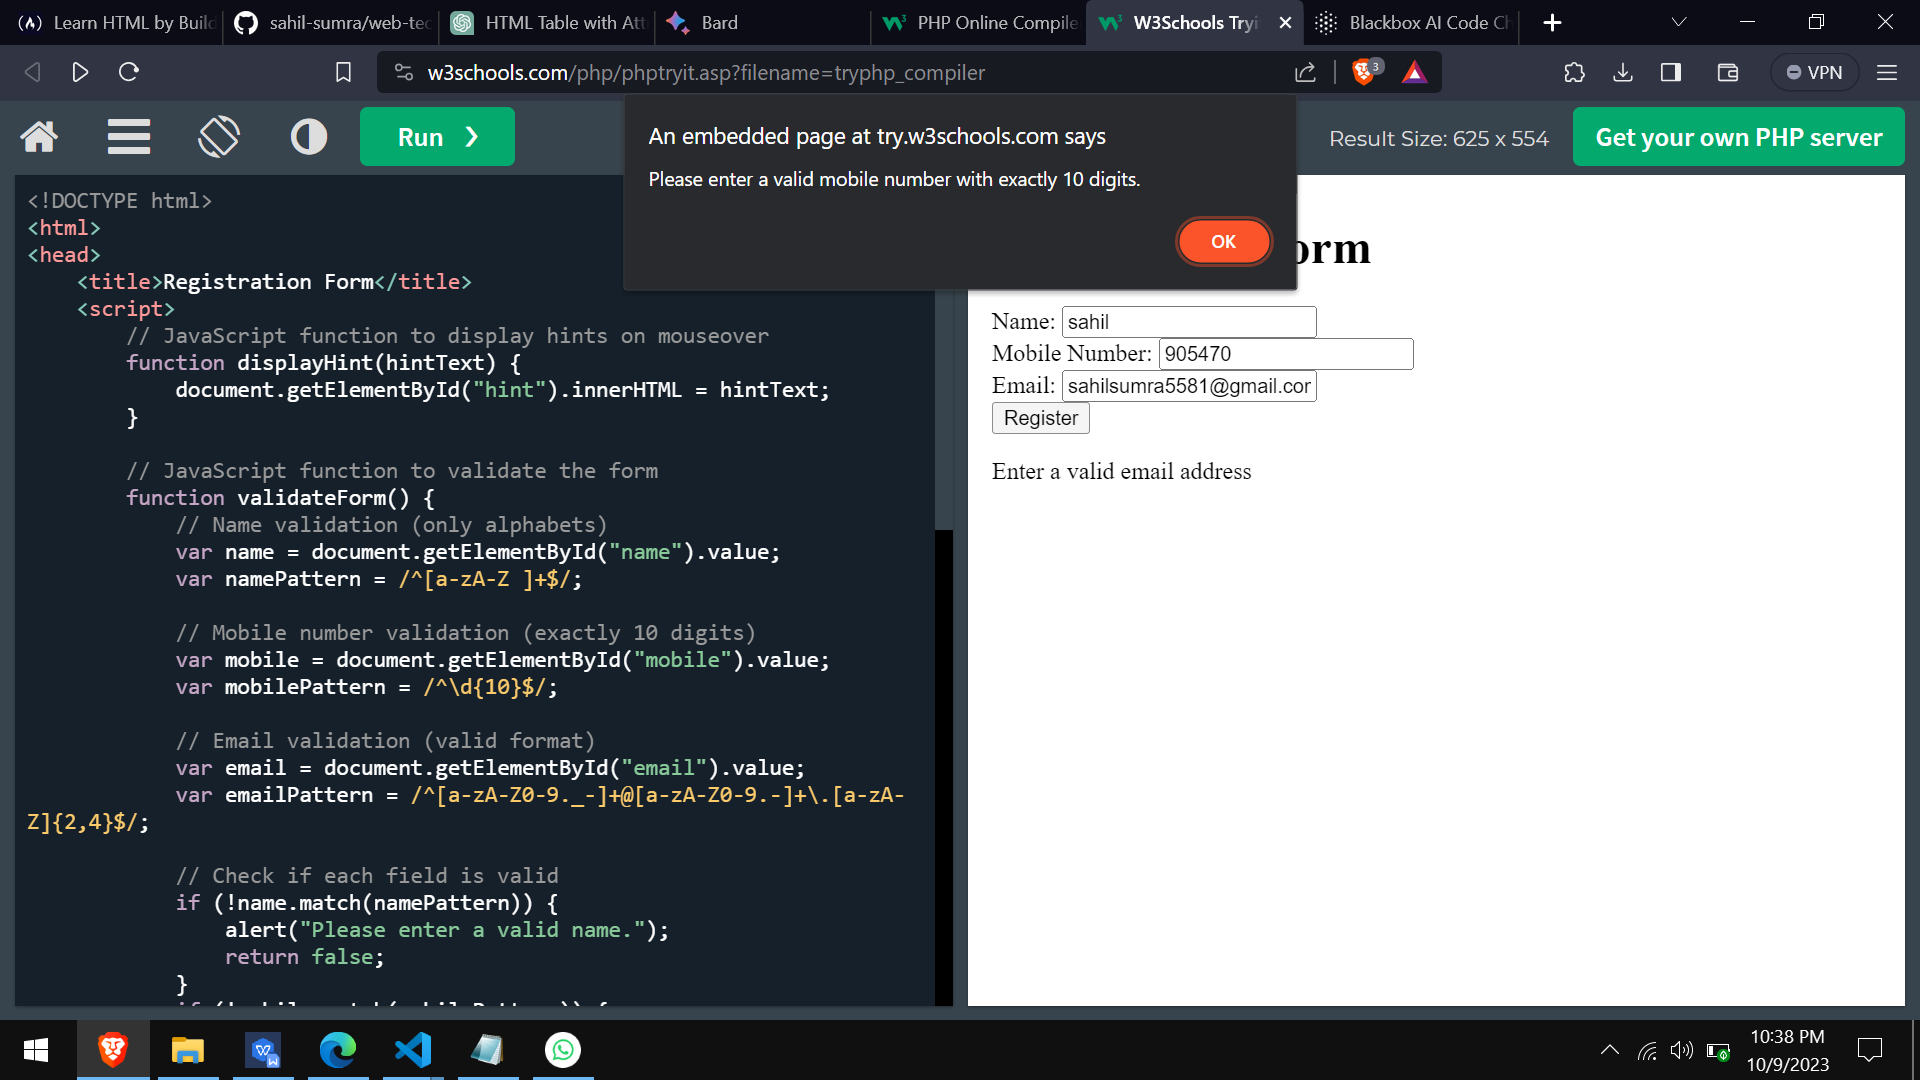 Learn HTML by Build
sahil-sumra/web-tec
HTML Table with Att
Bard
PHP Online Compile
W3Schools Tryi
Blackbox AI Code Ch
w3schools.com/php/phptryit.asp?filename=tryphp_compiler
3
VPN
Run
An embedded page at try.w3schools.com says
Please enter a valid mobile number with exactly 10 digits.
OK
Result Size: 625 x 554
Get your own PHP server
<!DOCTYPE html>
<html>
<head>
<title>Registration Form</title>
<script>
// JavaScript function to display hints on mouseover
function displayHint(hintText) {
document.getElementById("hint").innerHTML = hintText;
}
// JavaScript function to validate the form
function validateForm() {
// Name validation (only alphabets)
var name = document.getElementById("name").value;
var namePattern = /^[a-zA-Z ]+$/;
// Mobile number validation (exactly 10 digits)
var mobile = document.getElementById("mobile").value;
var mobilePattern = /^\d{10}$/;
// Email validation (valid format)
var email = document.getElementById("email").value;
var emailPattern = /^[a-zA-Z0-9._-]+@[a-zA-Z0-9.-]+\.[a-zA-
Z]{2,4}$/;
// Check if each field is valid
if (!name.match(namePattern)) {
alert("Please enter a valid name.");
return false;
}
orm
Name: sahil
Mobile Number: 905470
Email: sahilsumra5581@gmail.cor
Register
Enter a valid email address
10:38 PM
10/9/2023